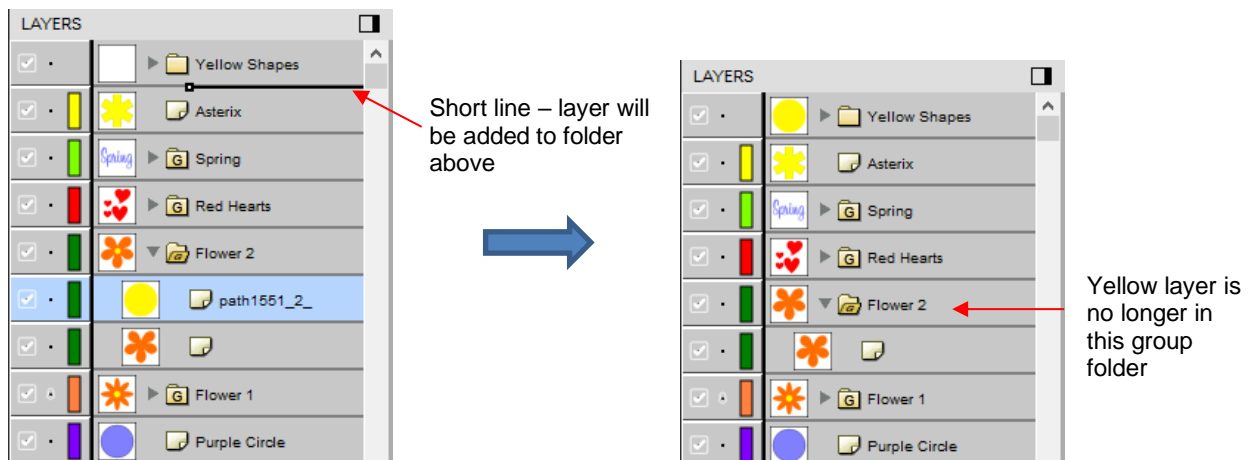 LAYERS
Yellow Shapes
Asterix
Spring
G Spring
Red Hearts
G Red Hearts
Flower 2
path1551_2_
G Flower 1
Purple Circle
Short line – layer will
be added to folder
above
LAYERS
Yellow Shapes
Asterix
Spring G Spring
G Red Hearts
Flower 2
G Flower 1
Purple Circle
Yellow layer is
no longer in
this group
folder